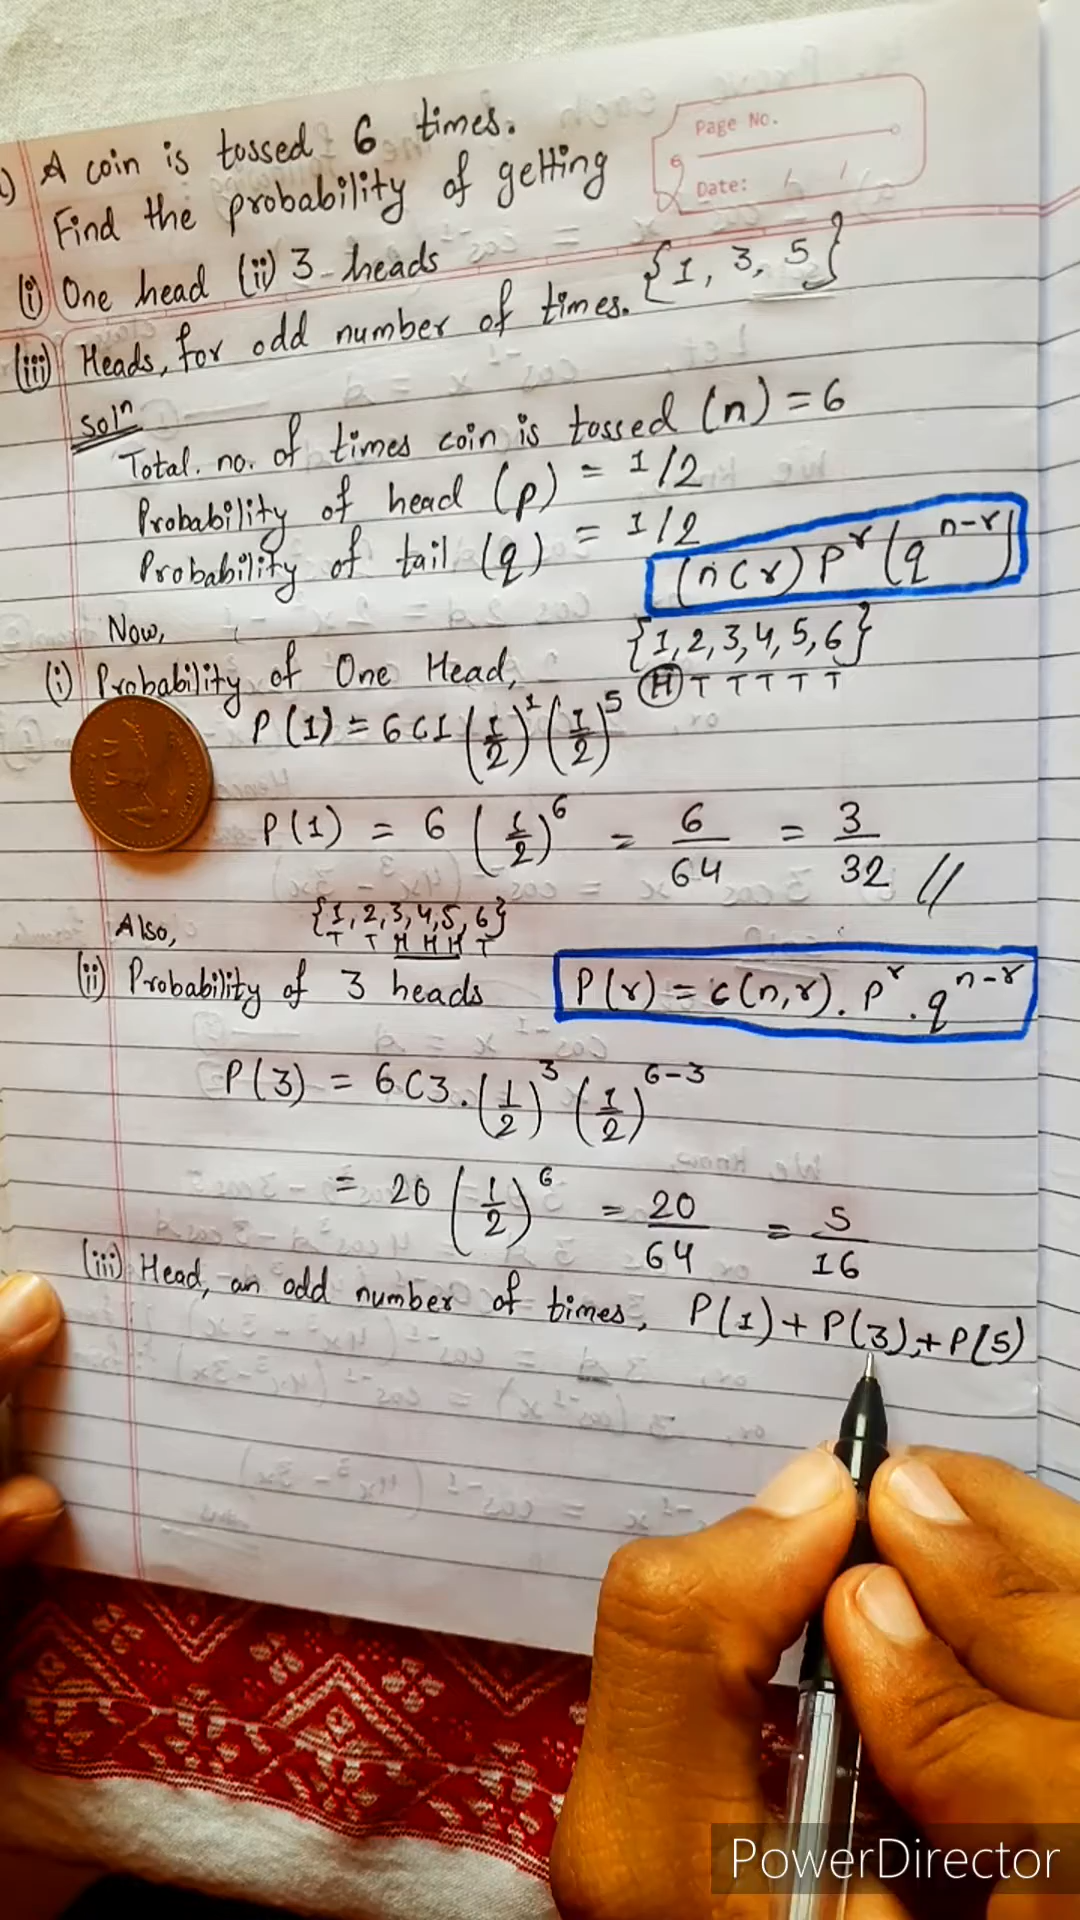 A coin is tossed 6 times.
Page No.
Find the probability of getting
Date:
(i) One head (ii) 3 heads
{1, 3, 5}
(iii) Heads, for odd number of times.
Soln
Total. no. of times coin is tossed (n) = 6
Probability of head (p) = 1/2
Probability of tail (q) = 1/2
(nCr) P^r (q^n-r)
Now,
{1,2,3,4,5,6}
(i) Probability of One Head,
H T T T T T
P(1) = 6C1 (1/2)^1 (1/2)^5
P(1) = 6 (1/2)^6 = 6/64 = 3/32 //
Also,
{1,2,3,4,5,6}
T T H H H T
(ii) Probability of 3 heads
P(r) = c(n,r). P^r . q^n-r
P(3) = 6C3. (1/2)^3 (1/2)^6-3
= 20 (1/2)^6 = 20/64 = 5/16
(iii) Head, an odd number of times, P(1) + P(3) + P(5)
PowerDirector